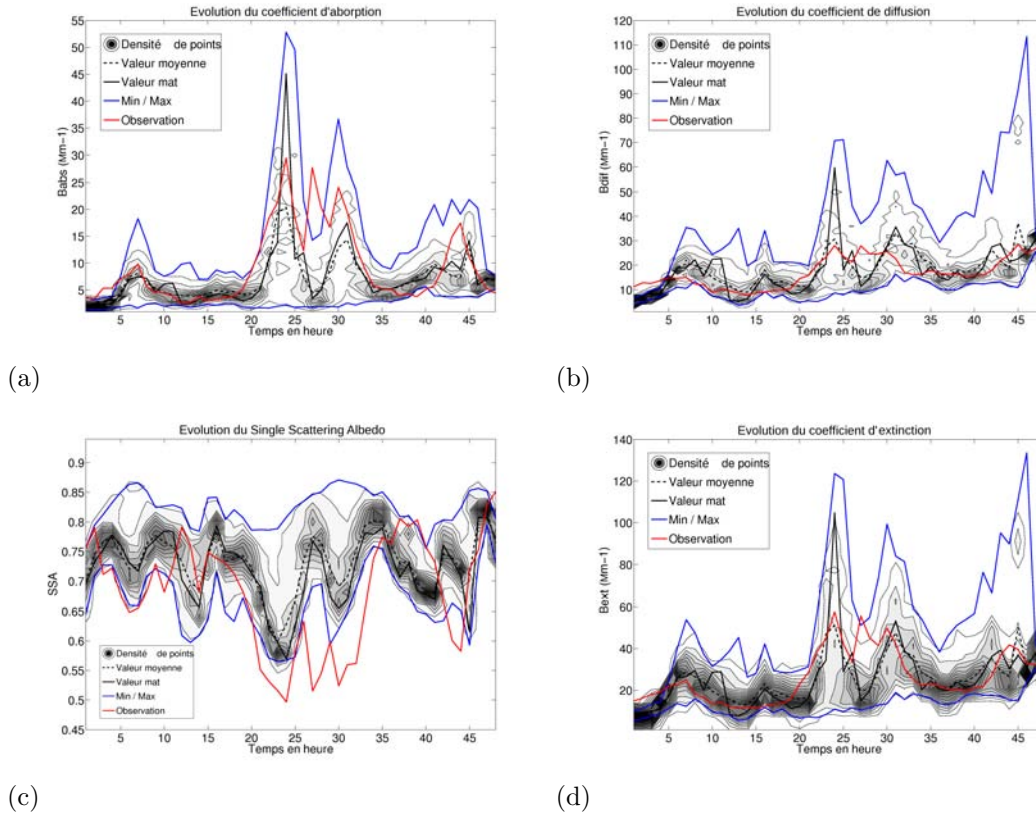 Evolution du coefficient d'aborption
55
50
45
40
35
30
25
20
15
10
5
Babs (Mm−1)
Densité de points
Valeur moyenne
Valeur mat
Min / Max
Observation
5 10 15 20 25 30 35 40 45
Temps en heure
(a)
Evolution du coefficient de diffusion
120
110
100
90
80
70
60
50
40
30
20
10
Bdif (Mm−1)
Densité de points
Valeur moyenne
Valeur mat
Min / Max
Observation
5 10 15 20 25 30 35 40 45
Temps en heure
(b)
Evolution du Single Scattering Albedo
0.9
0.85
0.8
0.75
0.7
0.65
0.6
0.55
0.5
0.45
SSA
Densité de points
Valeur moyenne
Valeur mat
Min / Max
Observation
5 10 15 20 25 30 35 40 45
Temps en heure
(c)
Evolution du coefficient d'extinction
140
120
100
80
60
40
20
Bext (Mm−1)
Densité de points
Valeur moyenne
Valeur mat
Min / Max
Observation
5 10 15 20 25 30 35 40 45
Temps en heure
(d)